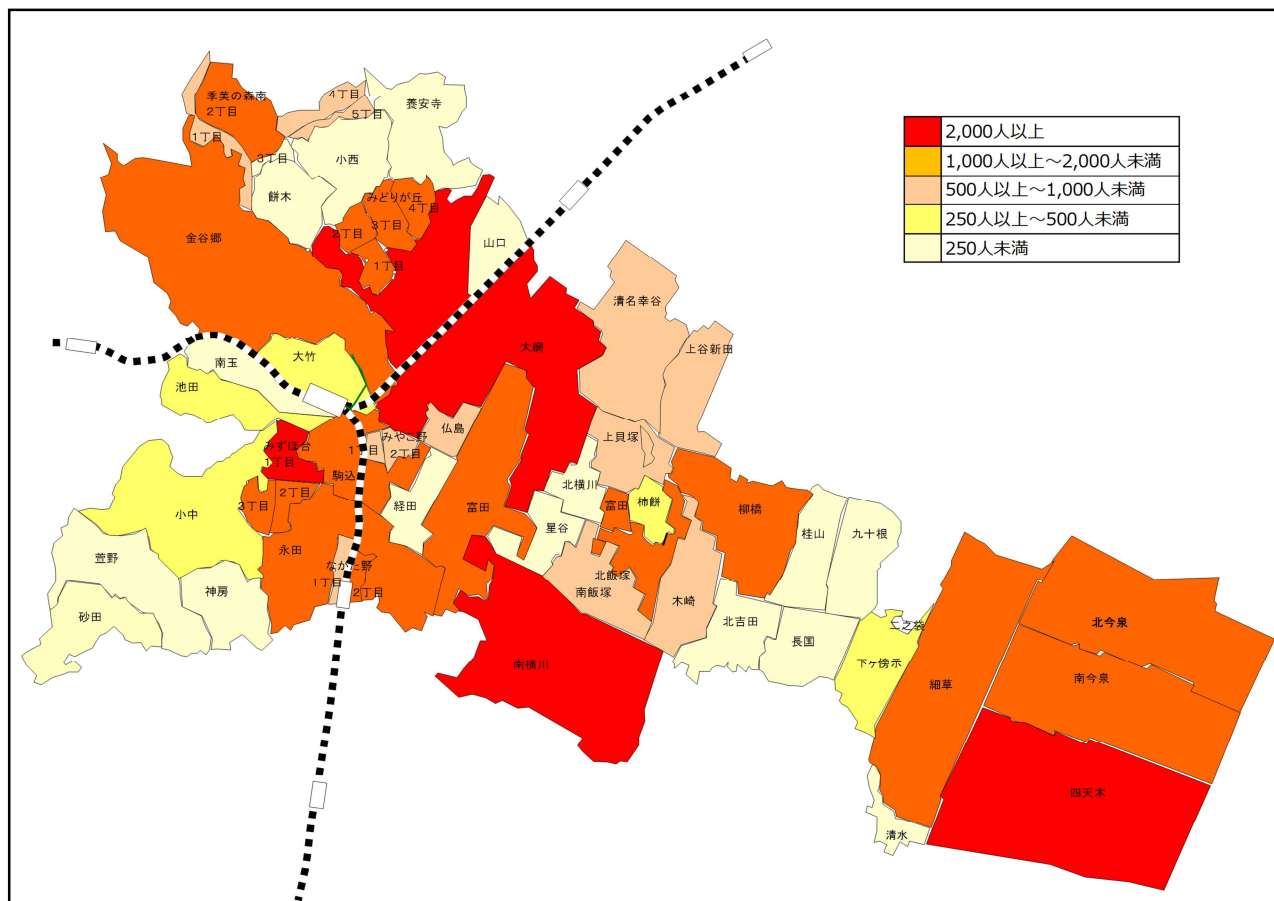 季美の森南
2丁目
1丁目
3丁目
4丁目
5丁目
養安寺
小西
餅木
みどりが丘
4丁目
3丁目
2丁目
1丁目
山口
金谷郷
2,000人以上
1,000人以上～2,000人未満
500人以上～1,000人未満
250人以上～500人未満
250人未満
清名幸谷
上谷新田
大網
大竹
南玉
池田
みずほ台
1丁目
2丁目
3丁目
駒込
みやこ野
1丁目
2丁目
仏島
上貝塚
北横川
富田
経田
星谷
富田
柿餅
柳橋
桂山
九十根
小中
永田
ながた野
1丁目
2丁目
萱野
神房
砂田
北飯塚
南飯塚
木崎
北吉田
長国
二之袋
下ヶ傍示
細草
北今泉
南今泉
南横川
四天木
清水